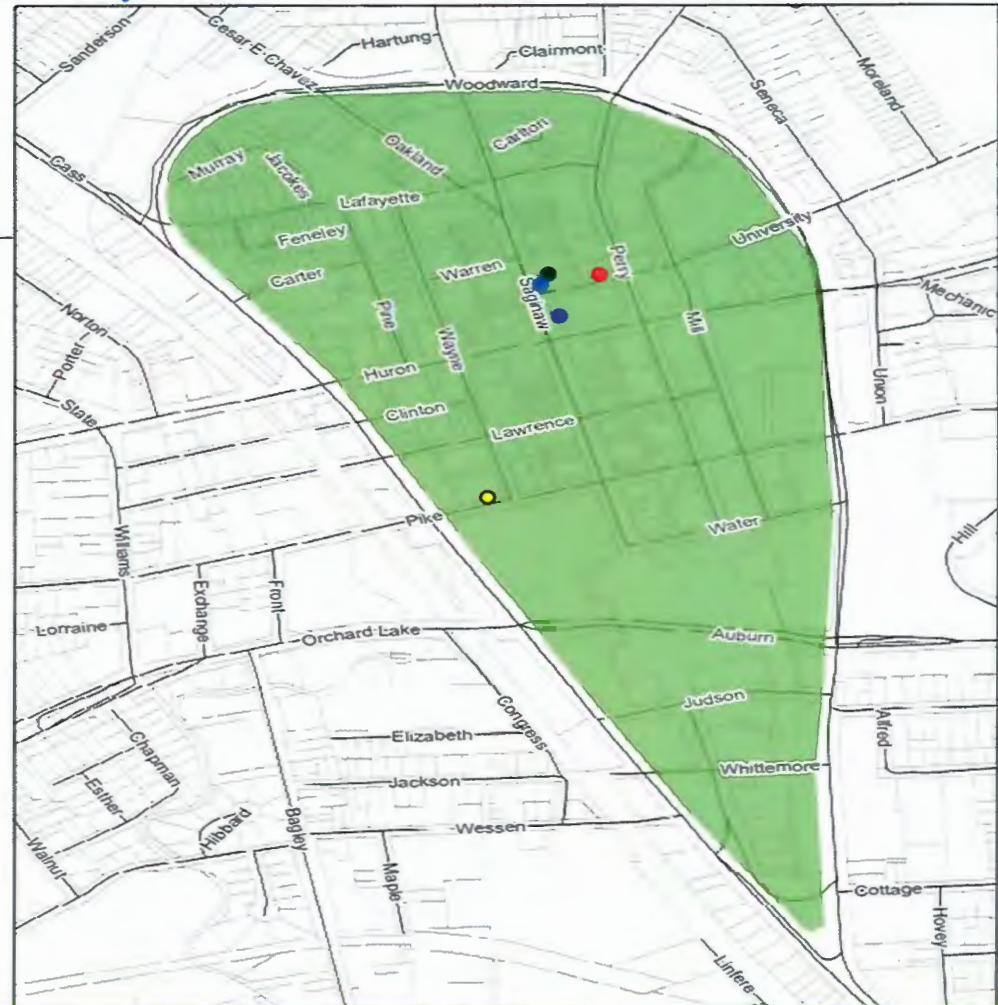 Sanderson
Cesar E Chavez
Hartung
Clairmont
Woodward
Seneca
Moreland
Cass
Murray
Jacokes
Oakland
Carlton
Lafayette
Feneley
University
Carter
Warren
Perry
Saginaw
Mechanic
Norton
Pine
Wayne
Mill
Porter
Huron
Union
State
Clinton
Lawrence
Pike
Water
Williams
Hill
Exchange
Front
Lorraine
Orchard Lake
Auburn
Judson
Congress
Chapman
Elizabeth
Alfred
Esther
Jackson
Whittemore
Hibbard
Bagley
Wessen
Walnut
Maple
Cottage
Hovey
Linfere